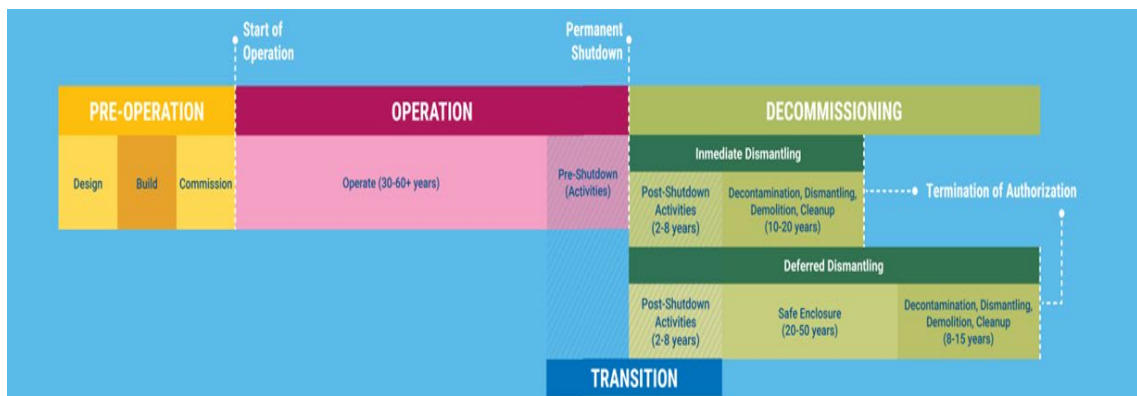 Start of
Operation
Permanent
Shutdown
PRE-OPERATION
OPERATION
DECOMMISSIONING
Design
Build
Commission
Operate (30-60+ years)
Pre-Shutdown
(Activities)
Inmediate Dismantling
Post-Shutdown
Activities
(2-8 years)
Decontamination, Dismantling,
Demolition, Cleanup
(10-20 years)
Termination of Authorization
Deferred Dismantling
Post-Shutdown
Activities
(2-8 years)
Safe Enclosure
(20-50 years)
Decontamination, Dismantling,
Demolition, Cleanup
(8-15 years)
TRANSITION